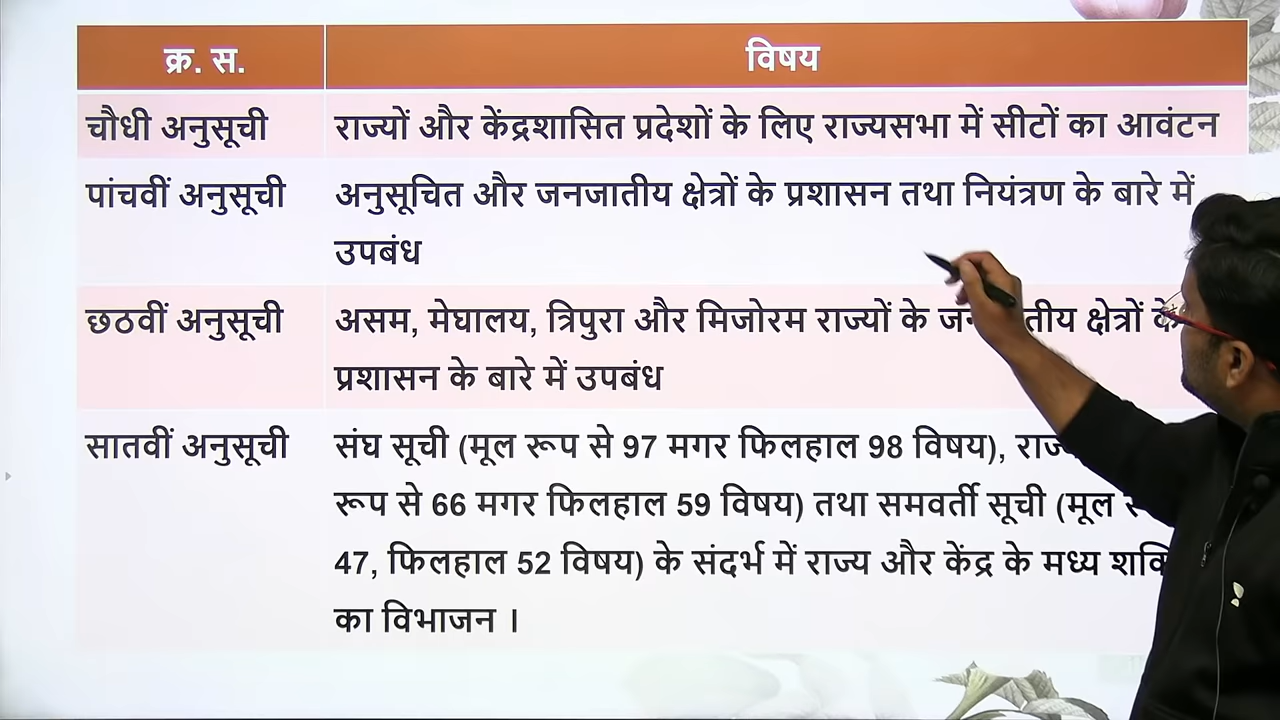 क्र. स. विषय
चौधी अनुसूची राज्यों और केंद्रशासित प्रदेशों के लिए राज्यसभा में सीटों का आवंटन
पांचवीं अनुसूची अनुसूचित और जनजातीय क्षेत्रों के प्रशासन तथा नियंत्रण के बारे में
उपबंध
छठवीं अनुसूची असम, मेघालय, त्रिपुरा और मिजोरम राज्यों के क्षेत्रों
प्रशासन के बारे में उपबंध
सातवीं अनुसूची संघ सूची (मूल रूप से 97 मगर फिलहाल 98 विषय),
रूप से 66 मगर फिलहाल 59 विषय) तथा समवर्ती सूची (मूल
47, फिलहाल 52 विषय) के संदर्भ में राज्य और केंद्र के मध्य
का विभाजन ।